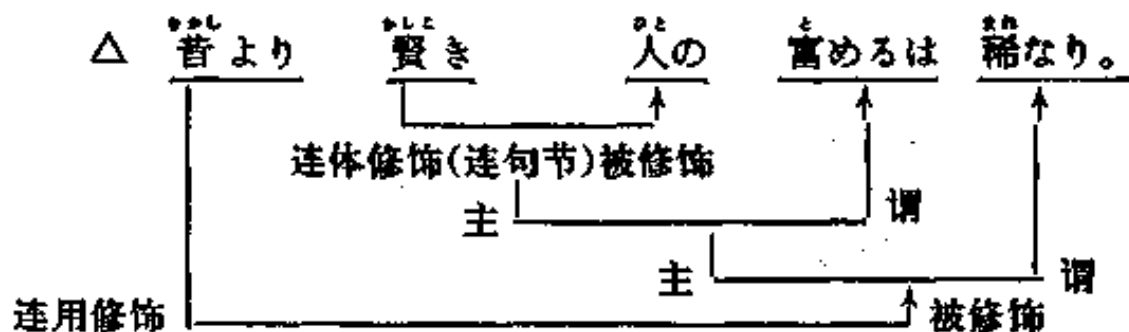 むかし かしこ ひと と まれ
△ 昔より 賢き 人の 富めるは 稀なり。
连体修饰(连句节)被修饰
主 谓
主 谓
连用修饰 被修饰